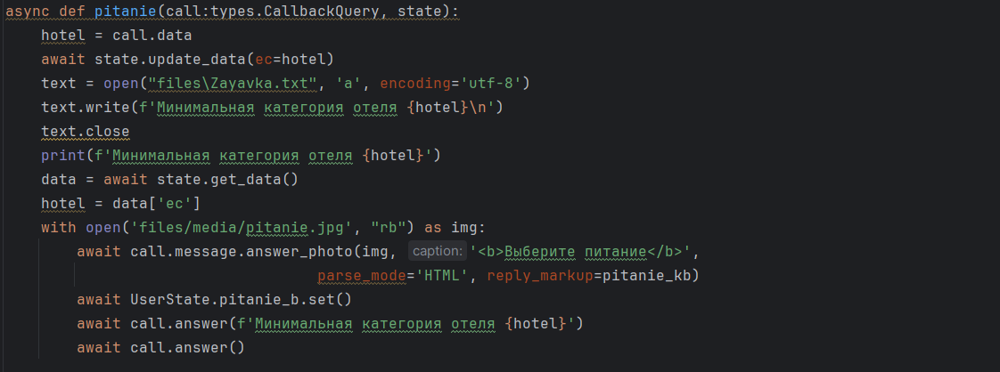 async def pitanie(call:types.CallbackQuery, state):
    hotel = call.data
    await state.update_data(ec=hotel)
    text = open("files\Zayavka.txt", 'a', encoding='utf-8')
    text.write(f'Минимальная категория отеля {hotel}\n')
    text.close
    print(f'Минимальная категория отеля {hotel}')
    data = await state.get_data()
    hotel = data['ec']
    with open('files/media/pitanie.jpg', "rb") as img:
        await call.message.answer_photo(img, caption: '<b>Выберите питание</b>',
                                   parse_mode='HTML', reply_markup=pitanie_kb)
        await UserState.pitanie_b.set()
        await call.answer(f'Минимальная категория отеля {hotel}')
        await call.answer()